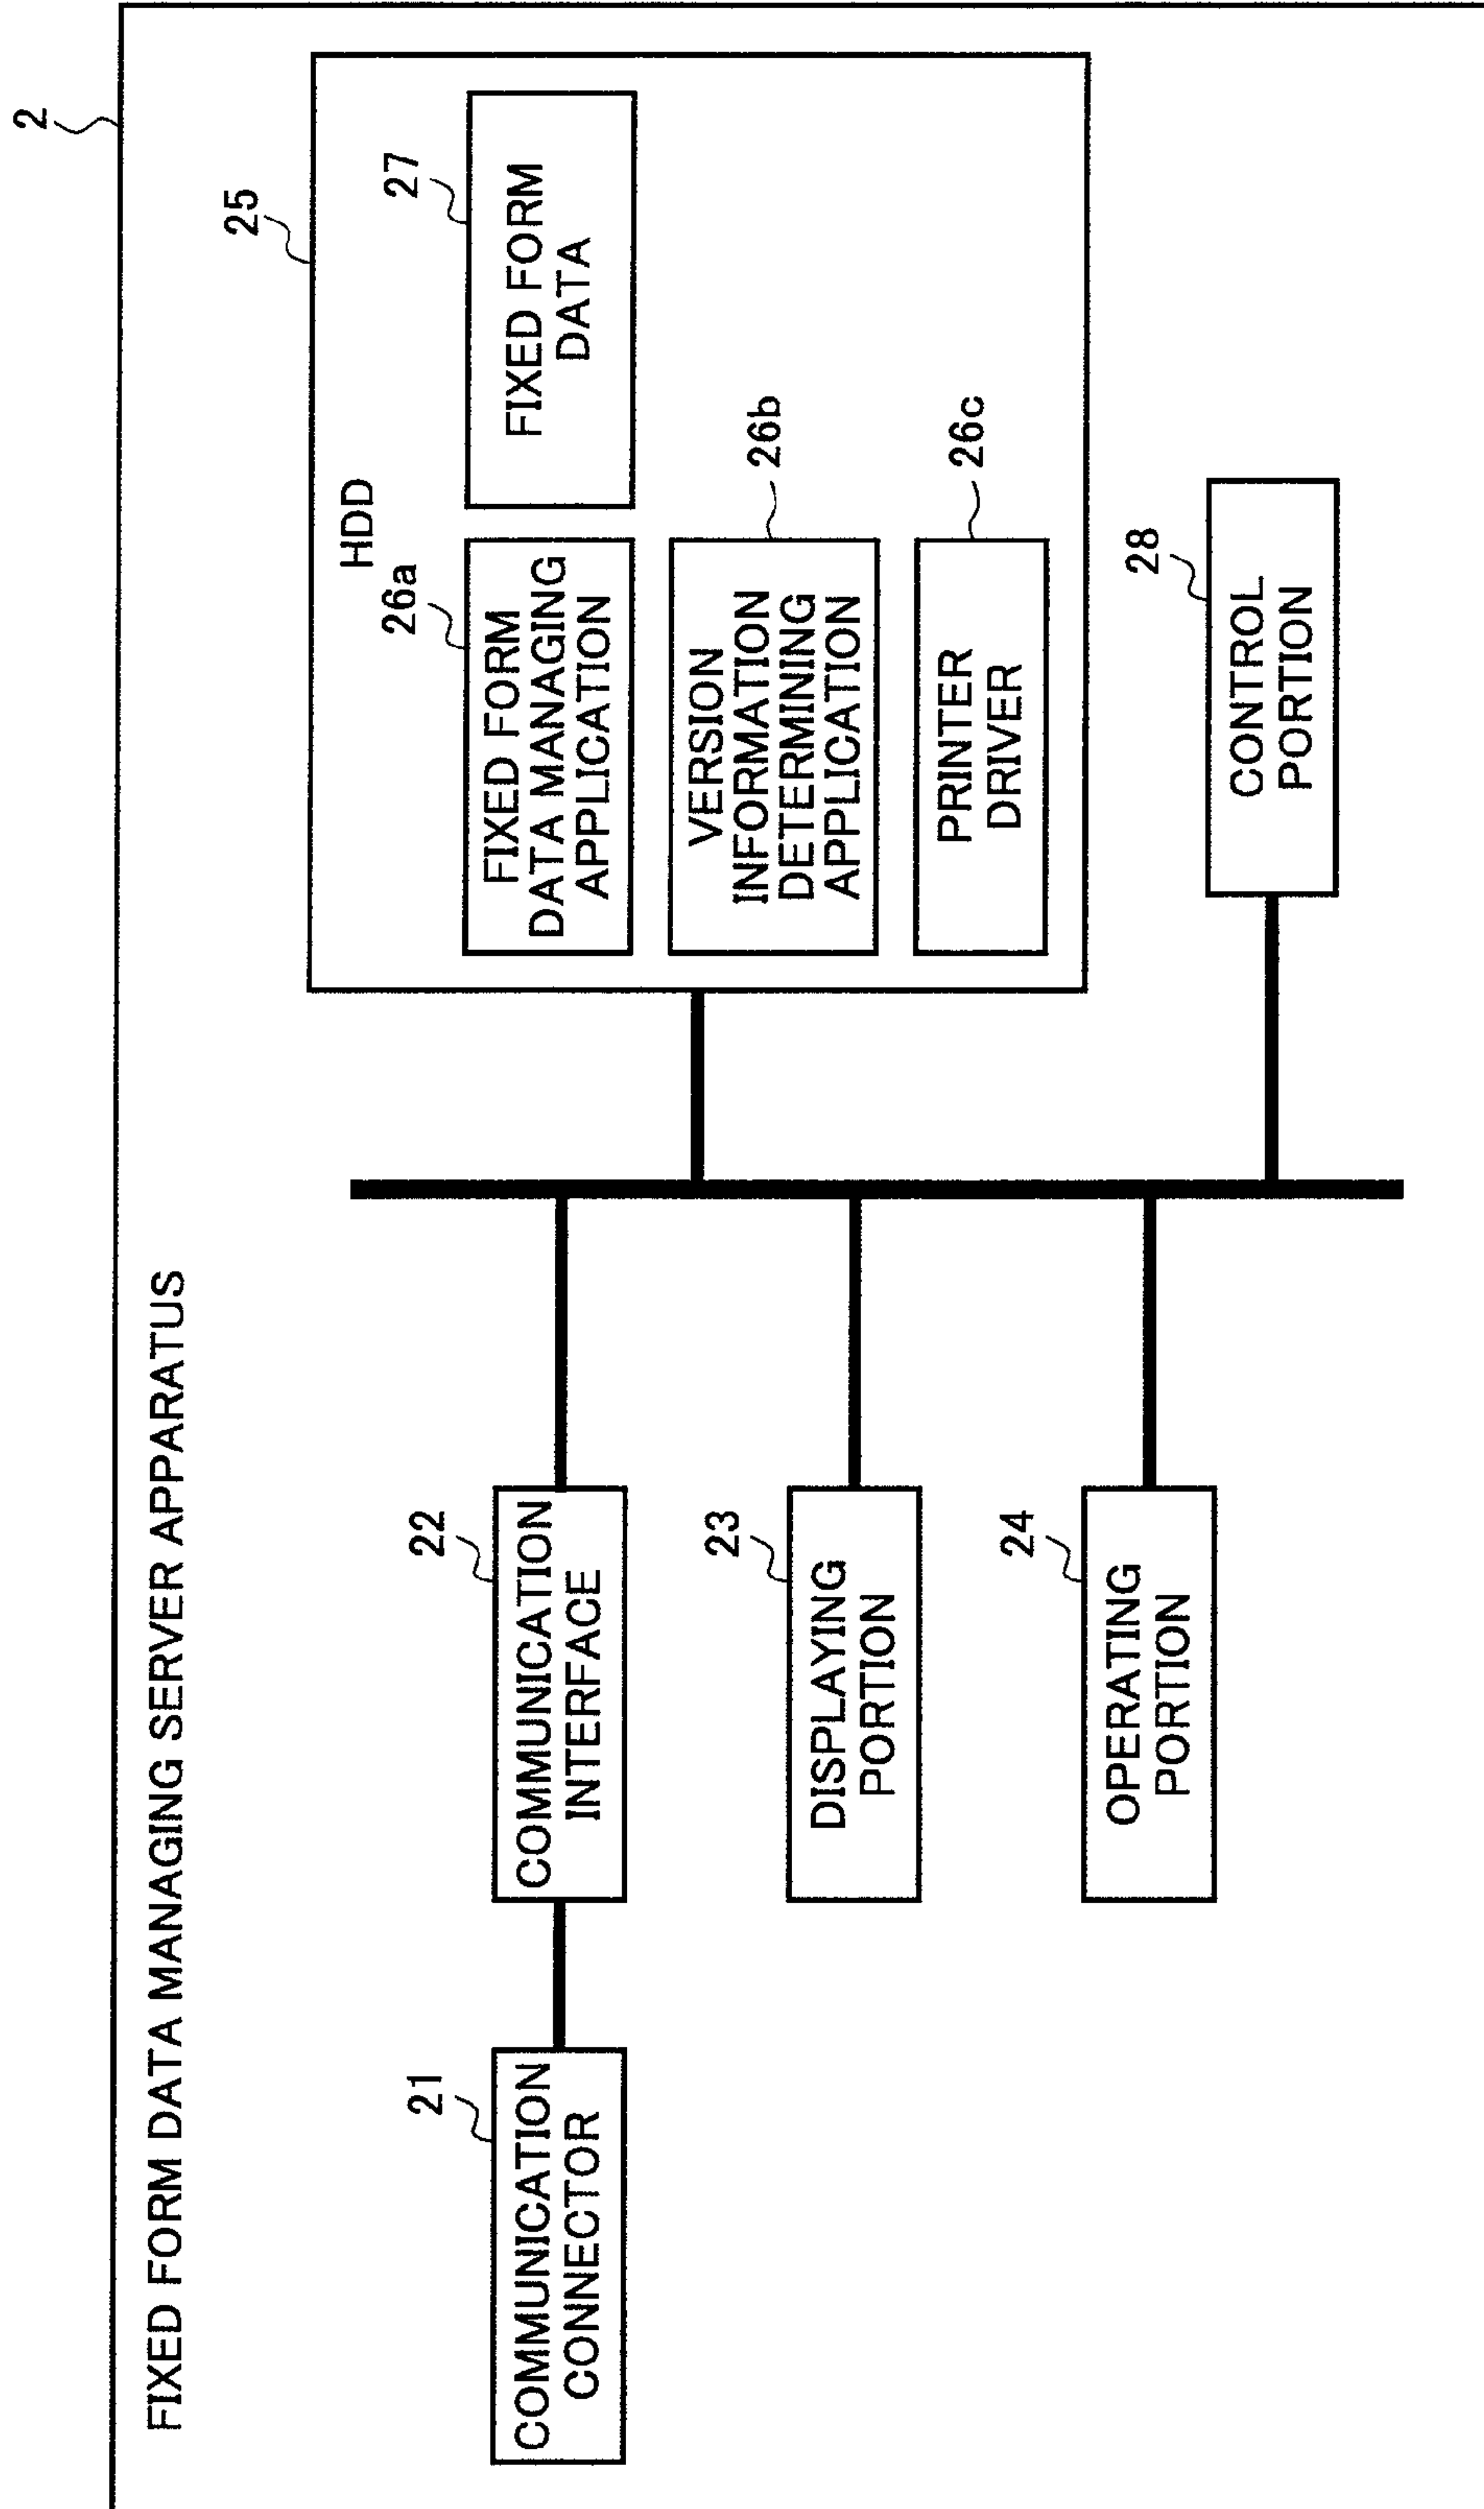 2
FIXED FORM DATA MANAGING SERVER APPARATUS
25
HDD
26a
FIXED FORM
DATA MANAGING
APPLICATION
27
FIXED FORM
DATA
21
COMMUNICATION
CONNECTOR
22
COMMUNICATION
INTERFACE
26b
VERSION
INFORMATION
DETERMINING
APPLICATION
23
DISPLAYING
PORTION
26c
PRINTER
DRIVER
24
OPERATING
PORTION
28
CONTROL
PORTION